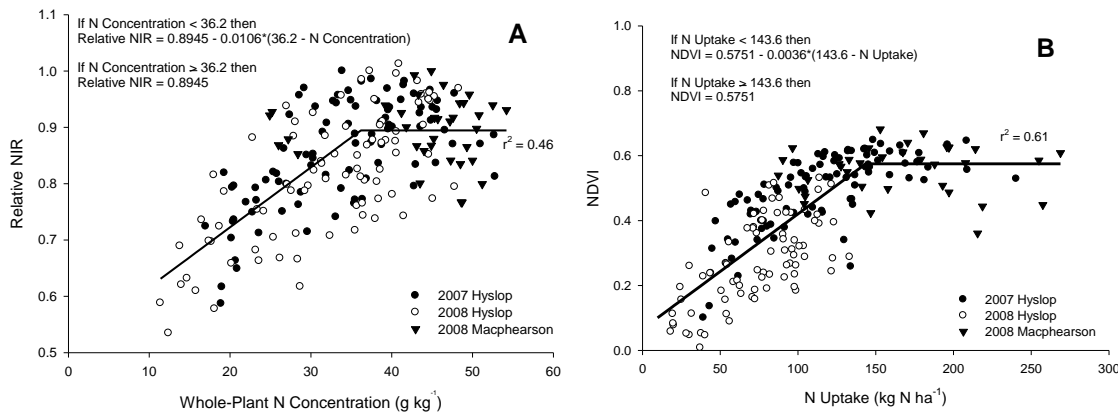 If N Concentration < 36.2 then
Relative NIR = 0.8945 - 0.0106*(36.2 - N Concentration)
If N Concentration ≥ 36.2 then
Relative NIR = 0.8945
A
1.1
1.0
0.9
0.8
0.7
0.6
0.5
Relative NIR
r² = 0.46
2007 Hyslop
2008 Hyslop
2008 Macphearson
0 10 20 30 40 50 60
Whole-Plant N Concentration (g kg⁻¹)
If N Uptake < 143.6 then
NDVI = 0.5751 - 0.0036*(143.6 - N Uptake)
If N Uptake ≥ 143.6 then
NDVI = 0.5751
B
1.0
0.8
0.6
0.4
0.2
0.0
NDVI
r² = 0.61
2007 Hyslop
2008 Hyslop
2008 Macphearson
0 50 100 150 200 250 300
N Uptake (kg N ha⁻¹)